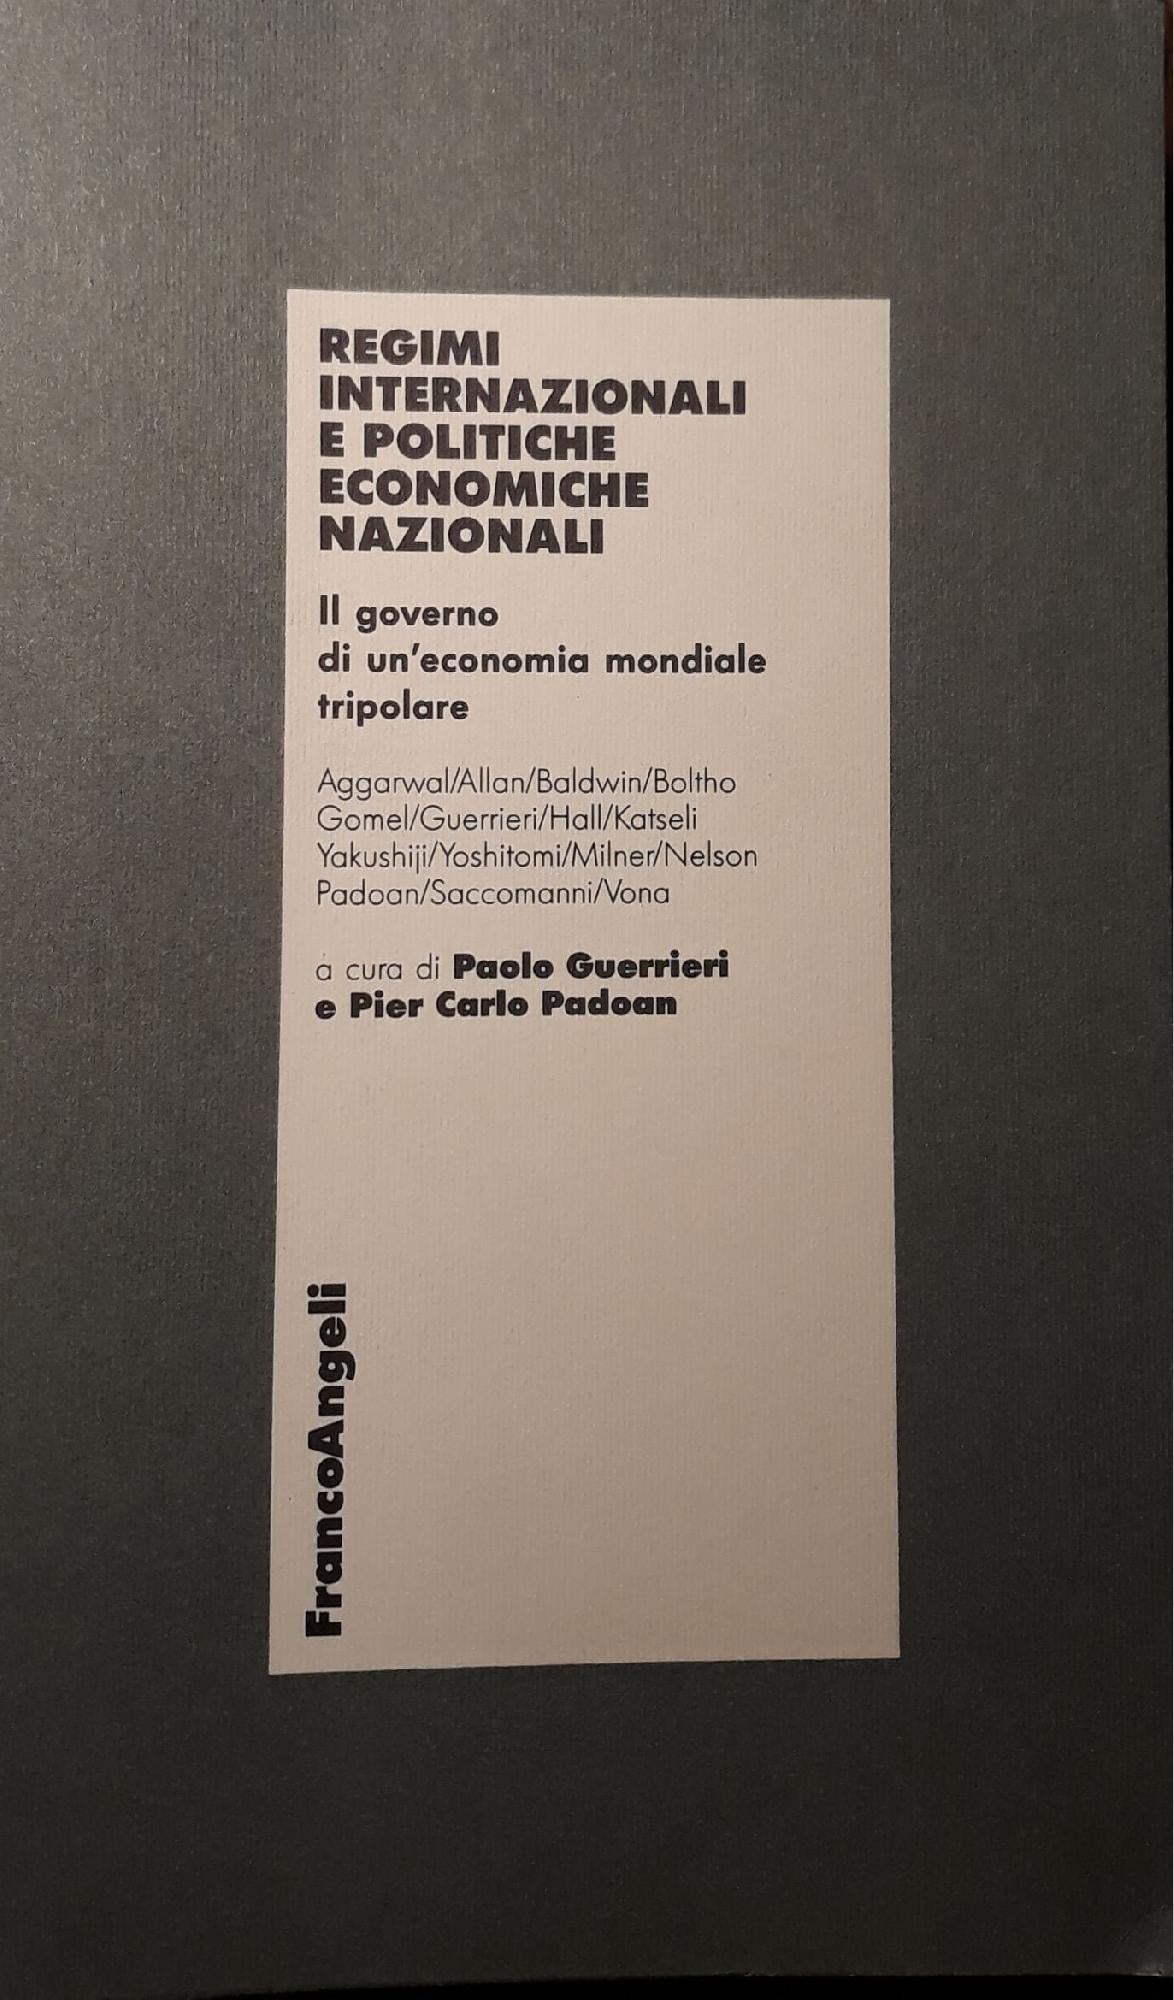 REGIMI
INTERNAZIONALI
E POLITICHE
ECONOMICHE
NAZIONALI
Il governo
di un'economia mondiale
tripolare
Aggarwal/Allan/Baldwin/Boltho
Gomel/Guerrieri/Hall/Katseli
Yakushiji/Yoshitomi/Milner/Nelson
Padoan/Saccomanni/Vona
a cura di Paolo Guerrieri
e Pier Carlo Padoan
FrancoAngeli